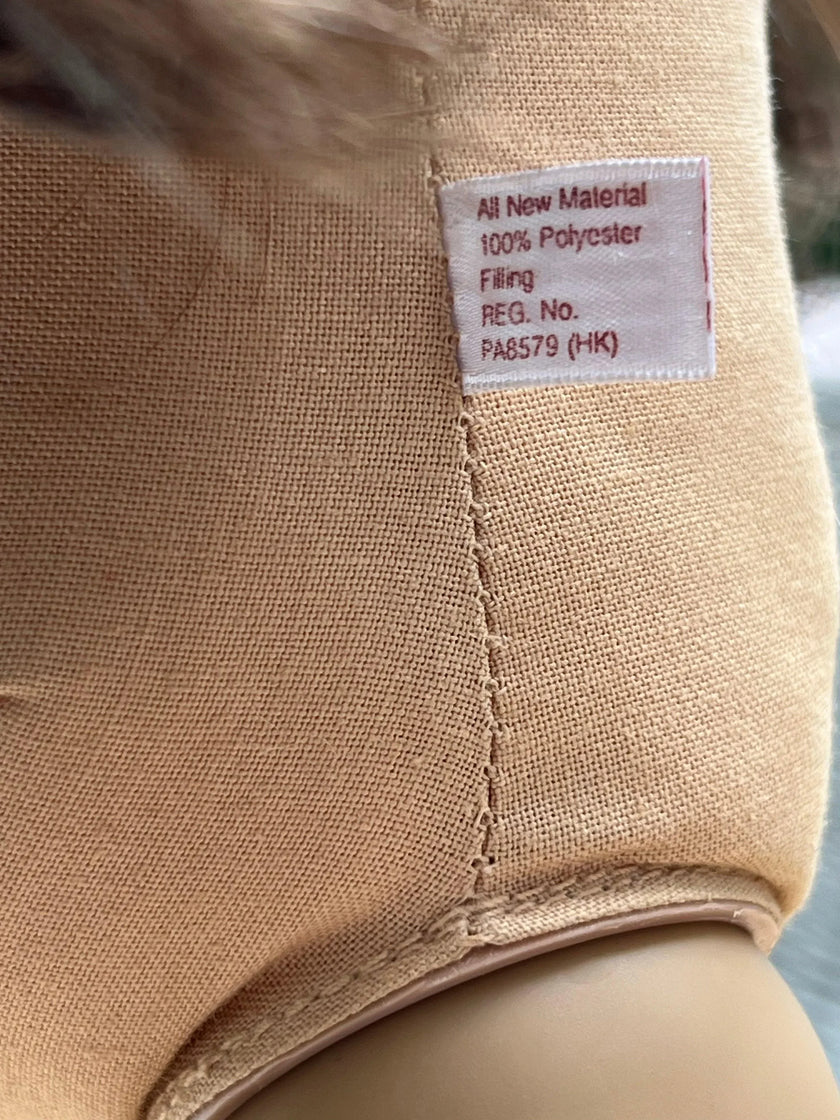 All New Material
100% Polyester
Filling
REG. No.
PA8579 (HK)